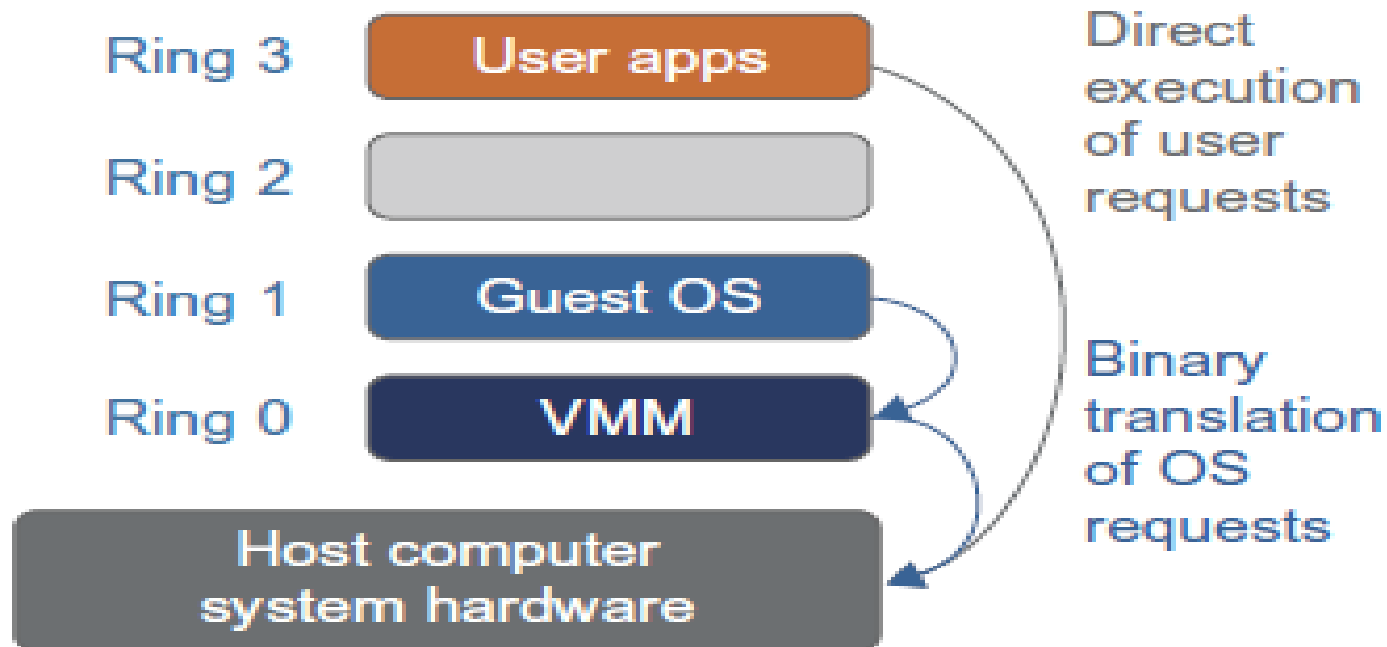 Ring 3
User apps
Direct
execution
of user
requests
Ring 2
Ring 1
Guest OS
Ring 0
VMM
Binary
translation
of OS
requests
Host computer
system hardware